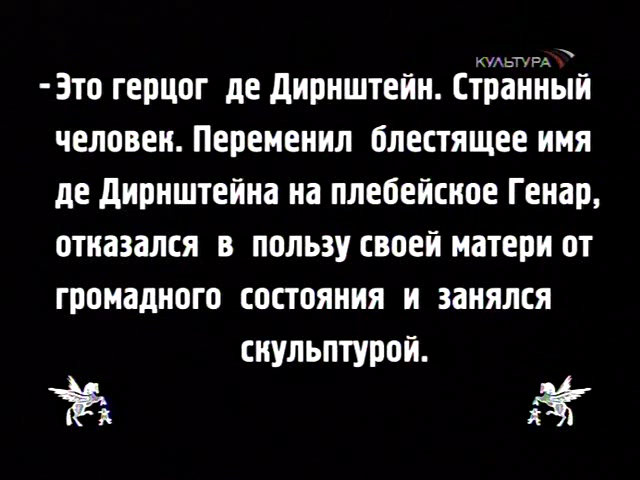 КУЛЬТУРА
- Это герцог де Дирнштейн. Странный
человек. Переменил блестящее имя
де Дирнштейна на плебейское Генар,
отказался в пользу своей матери от
громадного состояния и занялся
скульптурой.